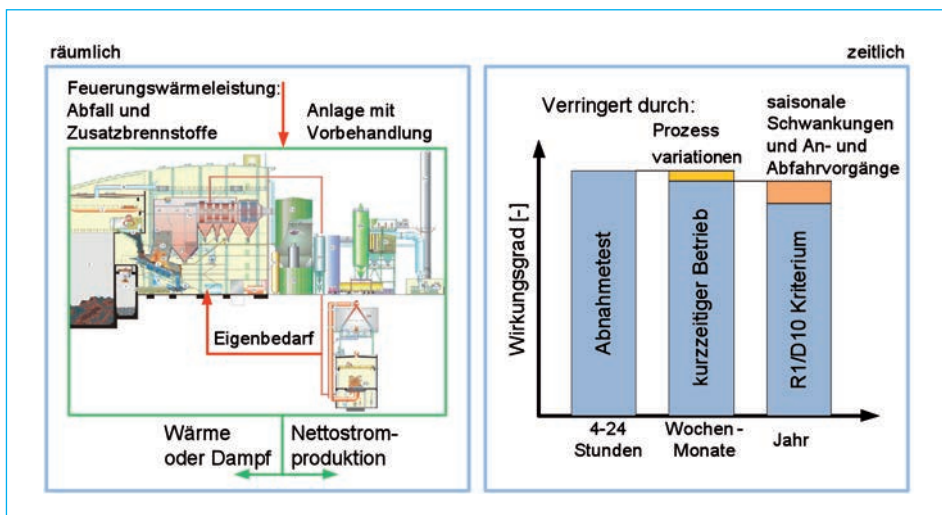 räumlich
Feuerungswärmeleistung:
Abfall und
Zusatzbrennstoffe
Anlage mit
Vorbehandlung
Eigenbedarf
Wärme
oder Dampf
Nettostrom-
produktion
zeitlich
Verringert durch:
Prozess
variationen
saisonale
Schwankungen
und An- und
Abfahrvorgänge
Wirkungsgrad [-]
Abnahmetest
kurzzeitiger Betrieb
R1/D10 Kriterium
4-24
Stunden
Wochen -
Monate
Jahr